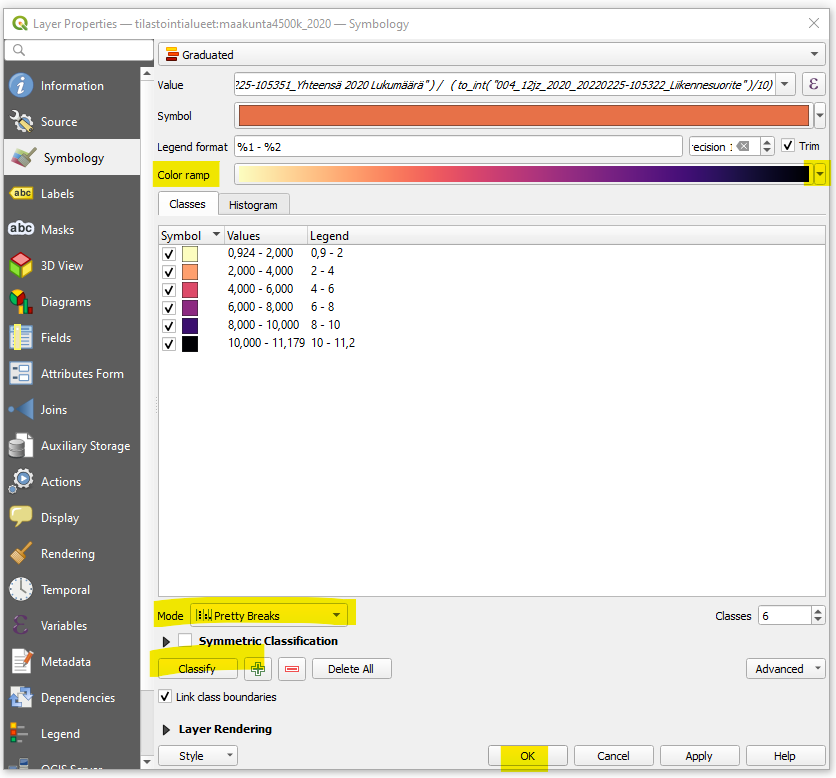 Layer Properties — tilastointialueet:maakunta4500k_2020 — Symbology
Graduated
Information
Value
225-105351_Yhteensä 2020 Lukumäärä" ) / ( to_int( "004_12jz_2020_20220225-105322_Liikennesuorite" )/10)
ε
Source
Symbol
Symbology
Legend format
%1 - %2
Trim
Color ramp
Labels
Classes
Histogram
Masks
Symbol
Values
Legend
0,924 - 2,000
0,9 - 2
3D View
2,000 - 4,000
2 - 4
4,000 - 6,000
4 - 6
Diagrams
6,000 - 8,000
6 - 8
8,000 - 10,000
8 - 10
Fields
10,000 - 11,179
10 - 11,2
Attributes Form
Joins
Auxiliary Storage
Actions
Display
Rendering
Temporal
Mode
Pretty Breaks
Classes
6
Variables
Symmetric Classification
Metadata
Classify
Delete All
Advanced
Dependencies
Link class boundaries
Legend
Layer Rendering
Style
OK
Cancel
Apply
Help
QGIS Server